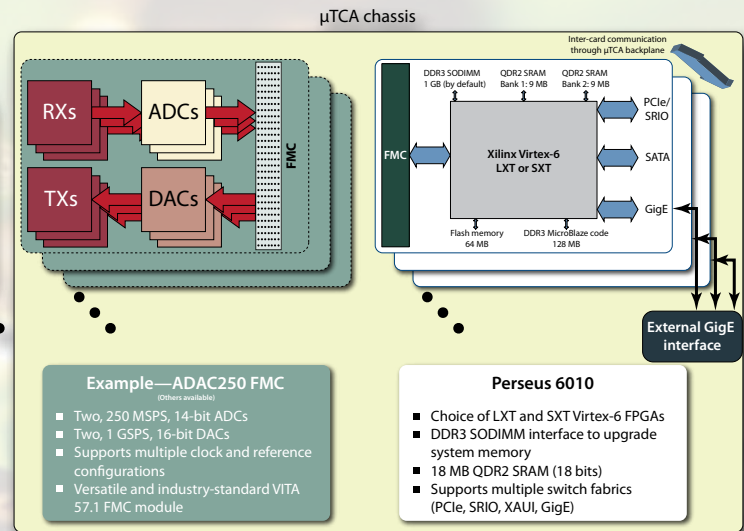 µTCA chassis
Inter-card communication
through µTCA backplane
RXs
ADCs
TXs
DACs
FMC
DDR3 SODIMM
1 GB (by default)
QDR2 SRAM
Bank 1: 9 MB
QDR2 SRAM
Bank 2: 9 MB
FMC
Xilinx Virtex-6
LXT or SXT
PCIe/
SRIO
SATA
GigE
Flash memory
64 MB
DDR3 MicroBlaze code
128 MB
External GigE
interface
Example—ADAC250 FMC
(Others available)
Two, 250 MSPS, 14-bit ADCs
Two, 1 GSPS, 16-bit DACs
Supports multiple clock and reference
configurations
Versatile and industry-standard VITA
57.1 FMC module
Perseus 6010
Choice of LXT and SXT Virtex-6 FPGAs
DDR3 SODIMM interface to upgrade
system memory
18 MB QDR2 SRAM (18 bits)
Supports multiple switch fabrics
(PCIe, SRIO, XAUI, GigE)